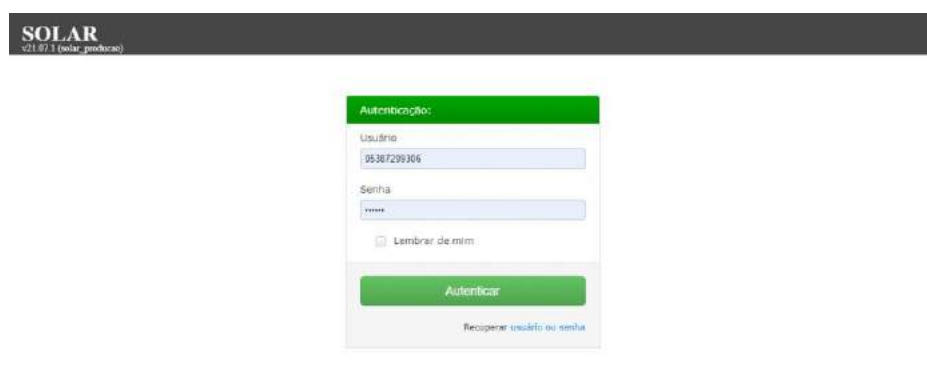 SOLAR
v21.07.1 (solar_producao)
Autenticação:
Usuário
05387299306
Senha
••••••
Lembrar de mim
Autenticar
Recuperar usuário ou senha